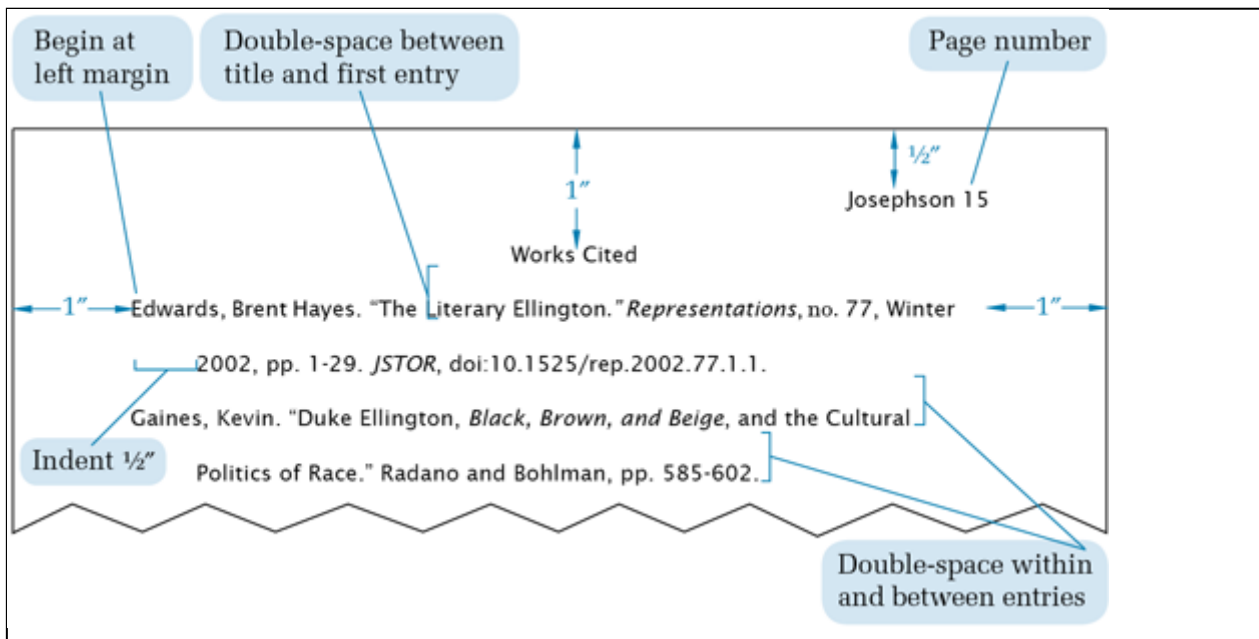 Begin at
left margin
Double-space between
title and first entry
Page number
½″
1″
Josephson 15
Works Cited
1″
Edwards, Brent Hayes. “The Literary Ellington.” Representations, no. 77, Winter
1″
2002, pp. 1-29. JSTOR, doi:10.1525/rep.2002.77.1.1.
Gaines, Kevin. “Duke Ellington, Black, Brown, and Beige, and the Cultural
Indent ½″
Politics of Race.” Radano and Bohlman, pp. 585-602.
Double-space within
and between entries